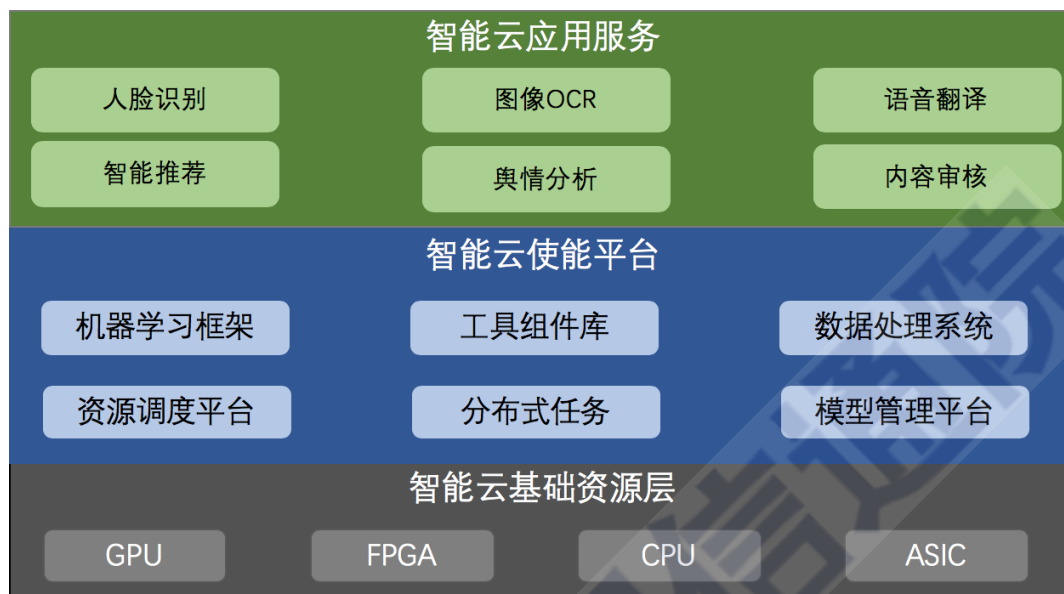 智能云应用服务
人脸识别 图像OCR 语音翻译
智能推荐 舆情分析 内容审核
智能云使能平台
机器学习框架 工具组件库 数据处理系统
资源调度平台 分布式任务 模型管理平台
智能云基础资源层
GPU FPGA CPU ASIC
信通院